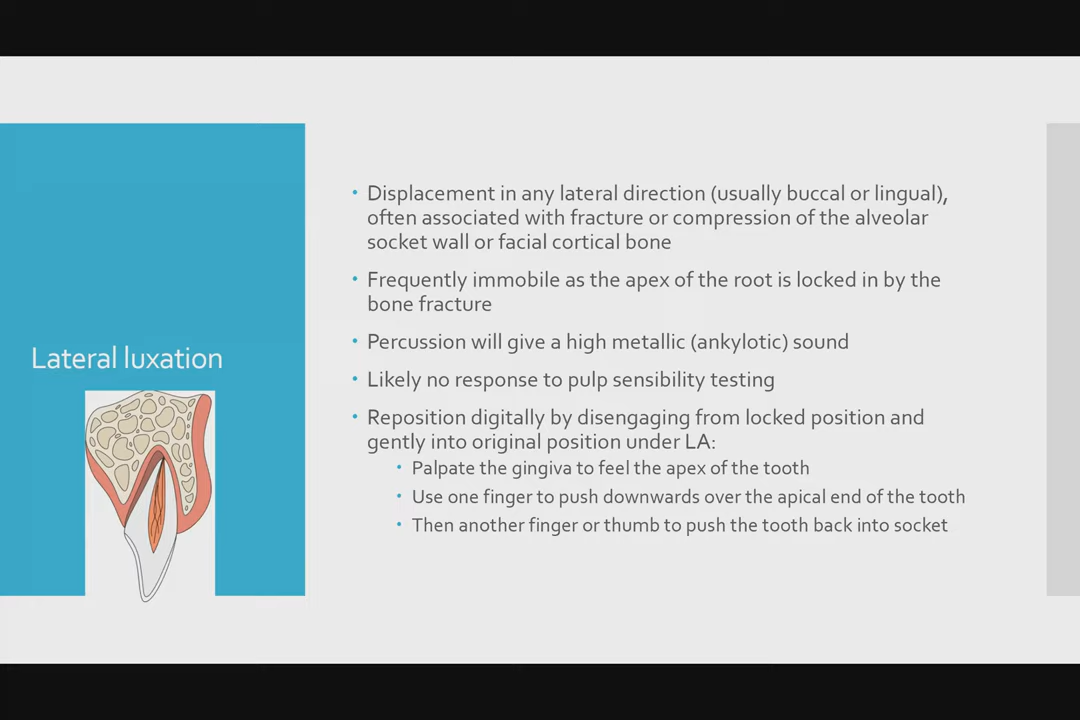 Lateral luxation
• Displacement in any lateral direction (usually buccal or lingual),
often associated with fracture or compression of the alveolar
socket wall or facial cortical bone
• Frequently immobile as the apex of the root is locked in by the
bone fracture
• Percussion will give a high metallic (ankylotic) sound
• Likely no response to pulp sensibility testing
• Reposition digitally by disengaging from locked position and
gently into original position under LA:
• Palpate the gingiva to feel the apex of the tooth
• Use one finger to push downwards over the apical end of the tooth
• Then another finger or thumb to push the tooth back into socket